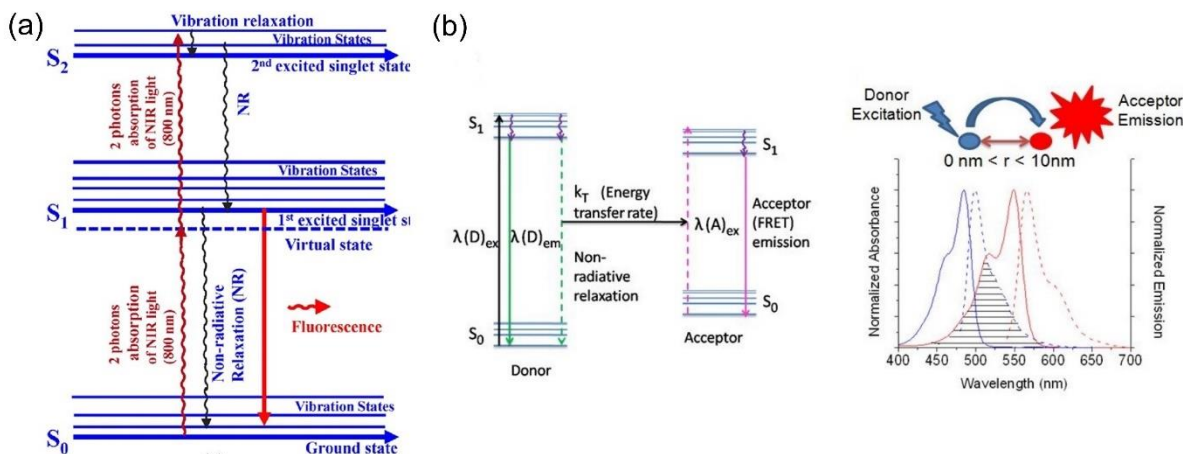 (a)
Vibration relaxation
Vibration States
S2
2nd excited singlet state
2 photons
absorption
of NIR light
(800 nm)
NR
Vibration States
S1
1st excited singlet st
Virtual state
2 photons
absorption
of NIR light
(800 nm)
Non-radiative
Relaxation (NR)
Fluorescence
Vibration States
S0
Ground state
(b)
S1
λ(D)ex
λ(D)em
S0
Donor
kT (Energy
transfer rate)
Non-
radiative
relaxation
S1
λ(A)ex
Acceptor
(FRET)
emission
S0
Acceptor
Donor
Excitation
Acceptor
Emission
0 nm < r < 10nm
Normalized Absorbance
Normalized Emission
400 450 500 550 600 650 700
Wavelength (nm)